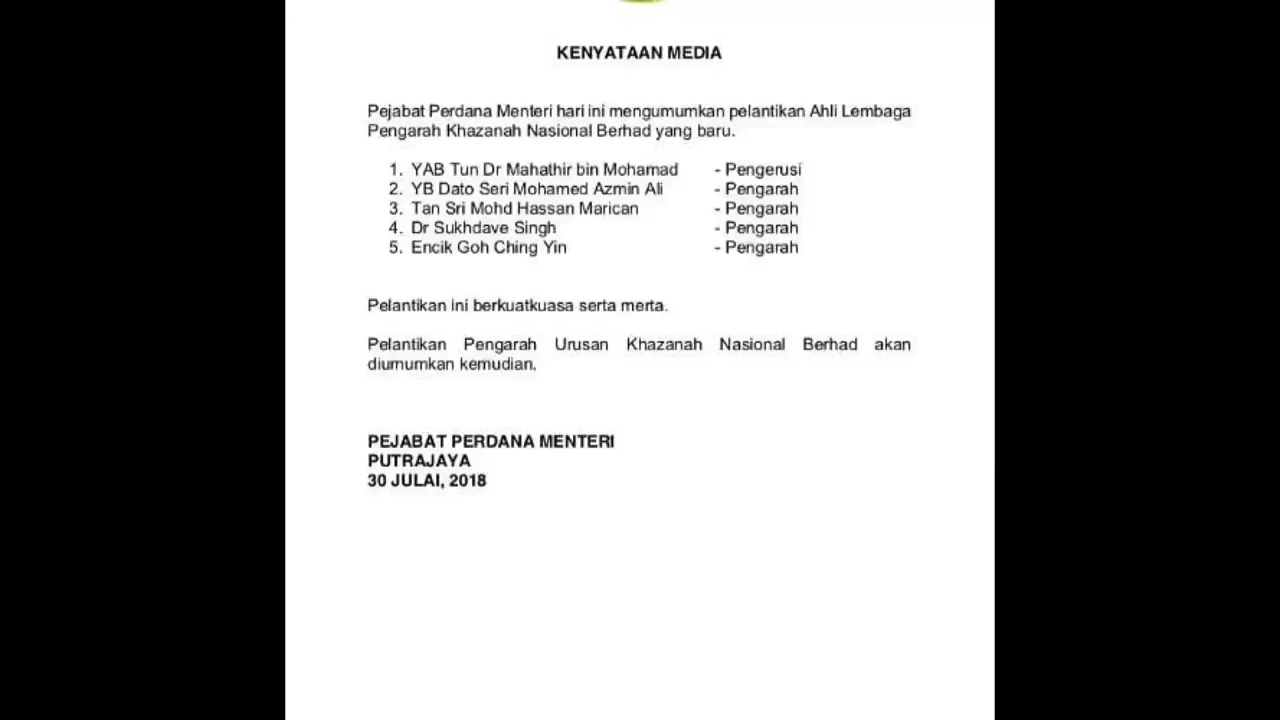 KENYATAAN MEDIA
Pejabat Perdana Menteri hari ini mengumumkan pelantikan Ahli Lembaga
Pengarah Khazanah Nasional Berhad yang baru.
1. YAB Tun Dr Mahathir bin Mohamad - Pengerusi
2. YB Dato Seri Mohamed Azmin Ali - Pengarah
3. Tan Sri Mohd Hassan Marican - Pengarah
4. Dr Sukhdave Singh - Pengarah
5. Encik Goh Ching Yin - Pengarah
Pelantikan ini berkuatkuasa serta merta.
Pelantikan Pengarah Urusan Khazanah Nasional Berhad akan
diumumkan kemudian.
PEJABAT PERDANA MENTERI
PUTRAJAYA
30 JULAI, 2018